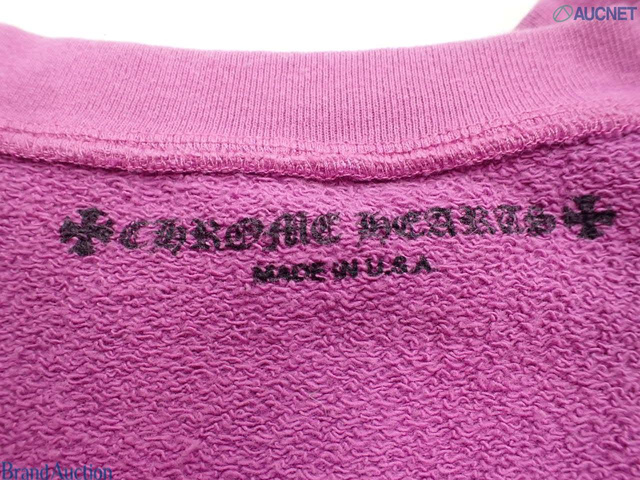 AUCNET
CHROME HEARTS
MADE IN U.S.A
Brand Auction